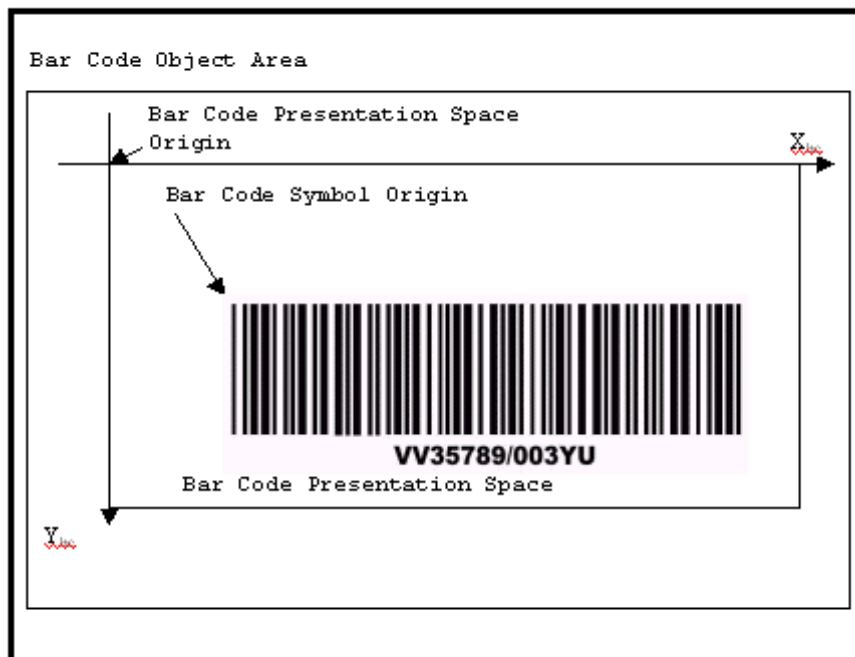 Bar Code Object Area
Bar Code Presentation Space
Origin
X
Bar Code Symbol Origin
VV35789/003YU
Bar Code Presentation Space
Y